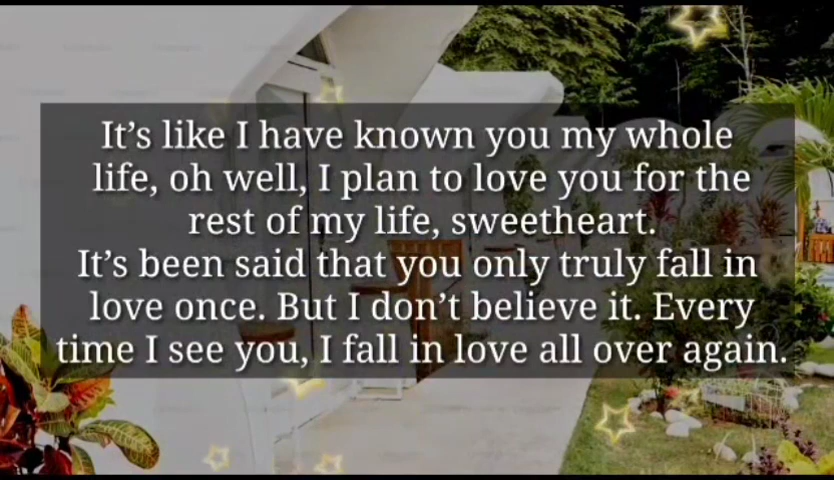 It’s like I have known you my whole
life, oh well, I plan to love you for the
rest of my life, sweetheart.
It’s been said that you only truly fall in
love once. But I don’t believe it. Every
time I see you, I fall in love all over again.